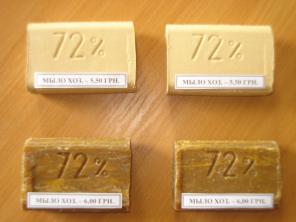 72%
72%
МЫЛО ХОЗ. – 5,50 ГРН.
МЫЛО ХОЗ. – 5,50 ГРН.
72%
72%
МЫЛО ХОЗ. – 6,00 ГРН.
МЫЛО ХОЗ. – 6,00 ГРН.